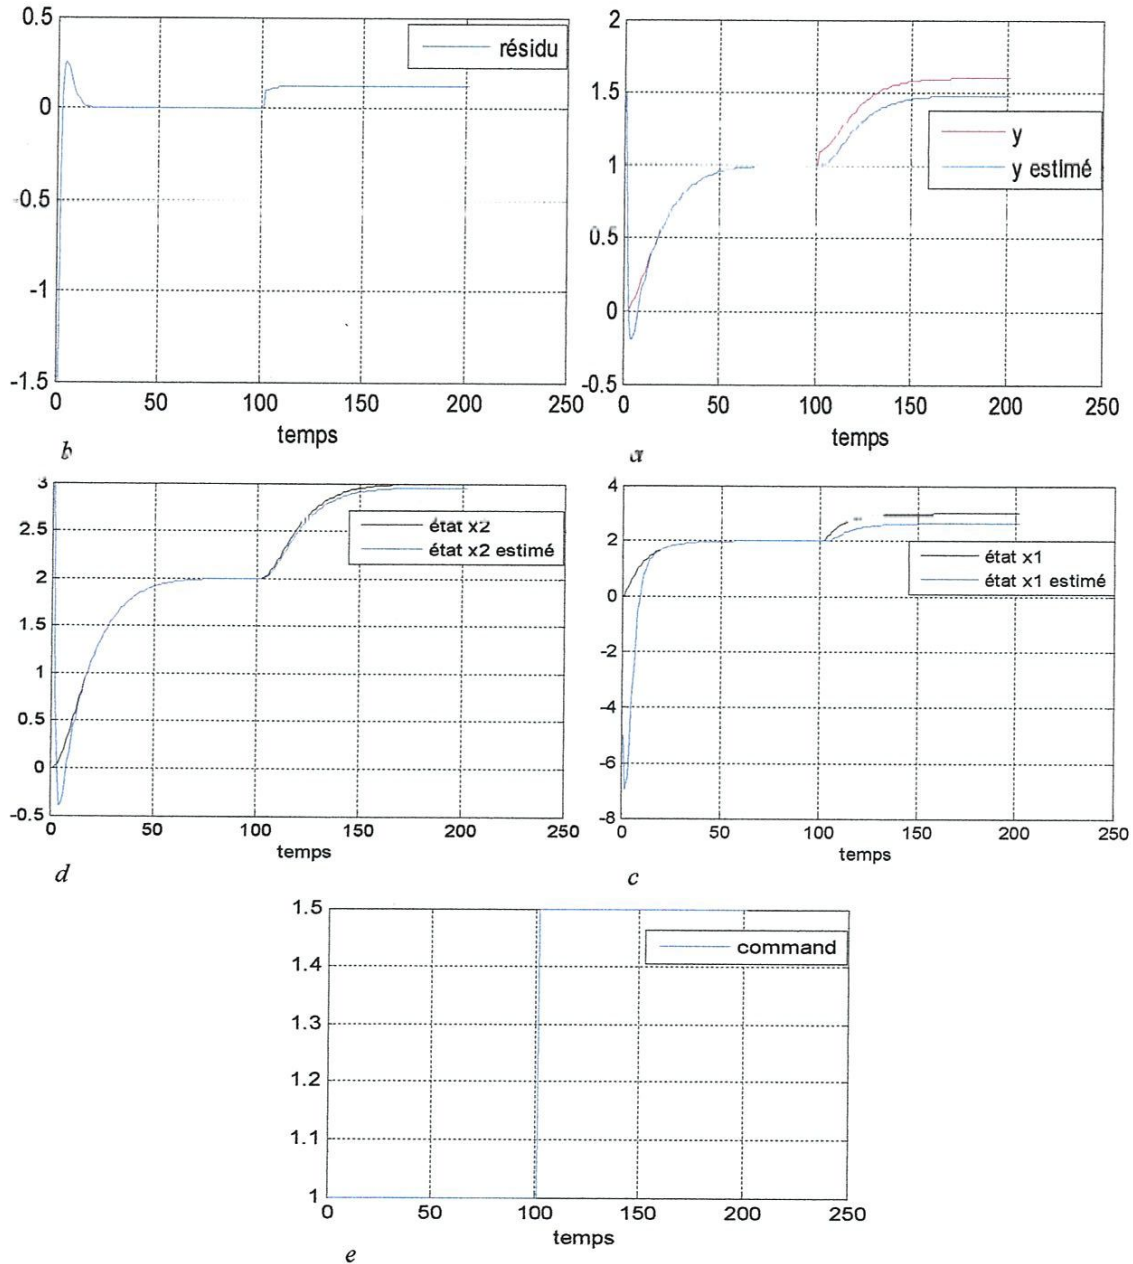 0.5
0
-0.5
-1
-1.5
0 50 100 150 200 250
temps
résidu
b
2
1.5
1
0.5
0
-0.5
0 50 100 150 200 250
temps
y
y estimé
a
3
2.5
2
1.5
1
0.5
0
-0.5
0 50 100 150 200 250
temps
état x2
état x2 estimé
d
4
2
0
-2
-4
-6
-8
0 50 100 150 200 250
temps
état x1
état x1 estimé
c
1.5
1.4
1.3
1.2
1.1
1
0 50 100 150 200 250
temps
command
e